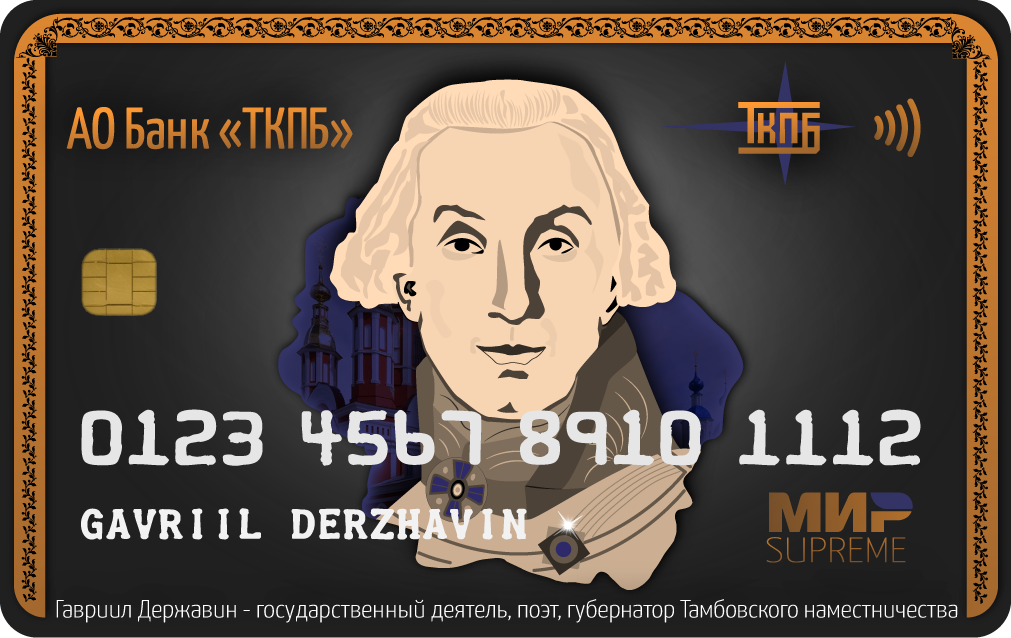 АО Банк «ТКПБ»
ТКПБ
0123 4567 8910 1112
GAVRIIL DERZHAVIN
МИР
SUPREME
Гавриил Державин - государственный деятель, поэт, губернатор Тамбовского наместничества